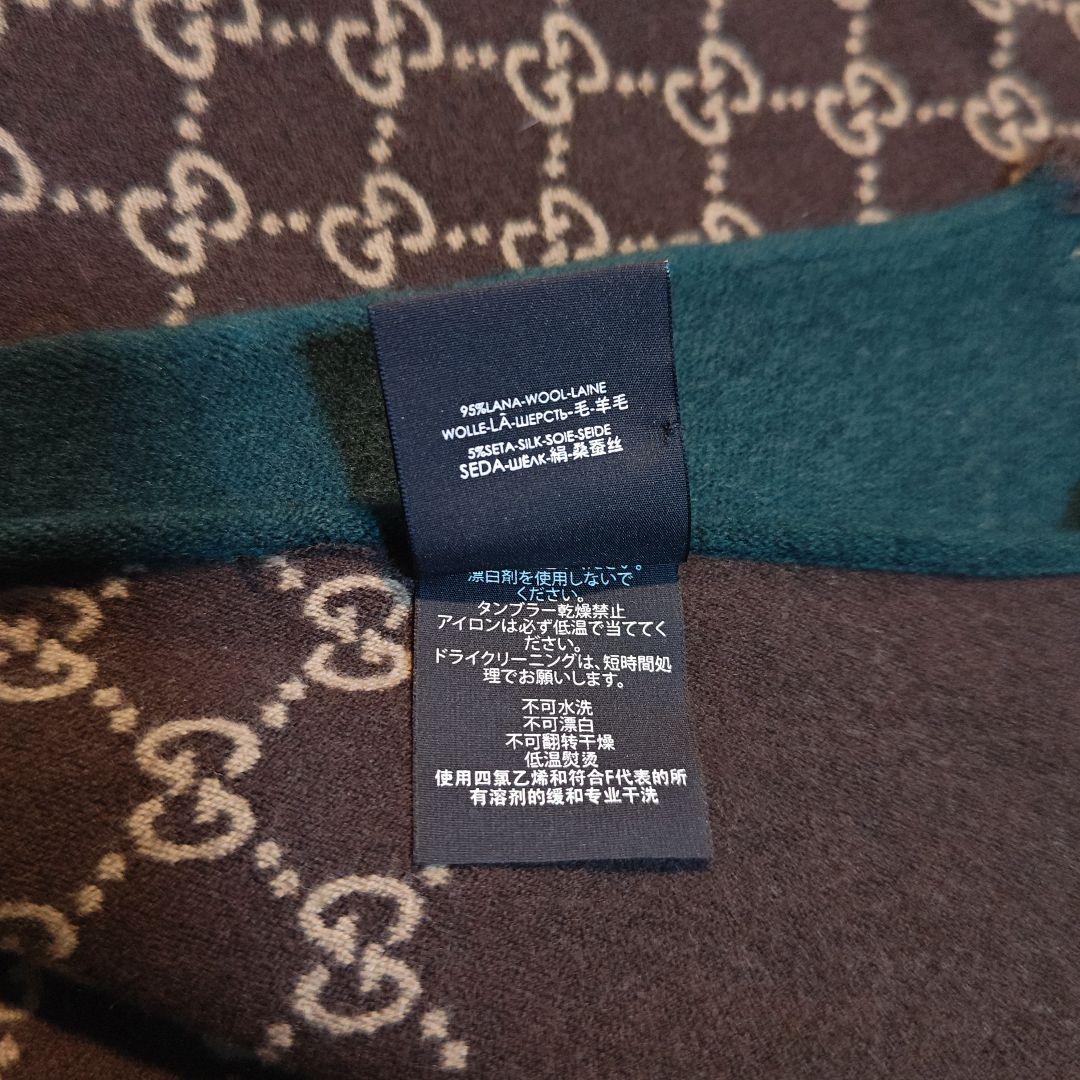 95%LANA-WOOL-LAINE
WOLLE-LÃ-ШЕРСТЬ-毛-羊毛
5%SETA-SILK-SOIE-SEIDE
SEDA-ШЁЛК-絹-桑蚕丝
ださい。
漂白剤を使用しないで
ください。
タンブラー乾燥禁止
アイロンは必ず低温で当ててく
ださい。
ドライクリーニングは、短時間処
理でお願いします。
不可水洗
不可漂白
不可翻转干燥
低温熨烫
使用四氯乙烯和符合F代表的所
有溶剂的缓和专业干洗